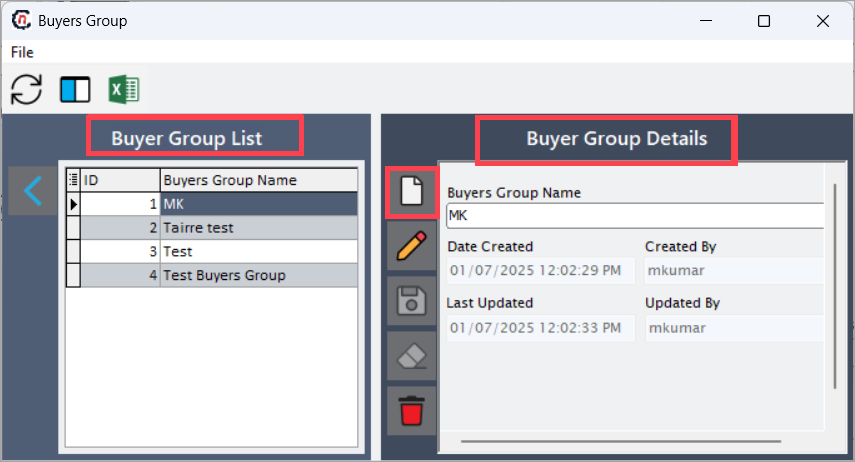 Buyers Group
File
Buyer Group List
ID Buyers Group Name
1 MK
2 Tairre test
3 Test
4 Test Buyers Group
Buyer Group Details
Buyers Group Name
MK
Date Created Created By
01/07/2025 12:02:29 PM mkumar
Last Updated Updated By
01/07/2025 12:02:33 PM mkumar